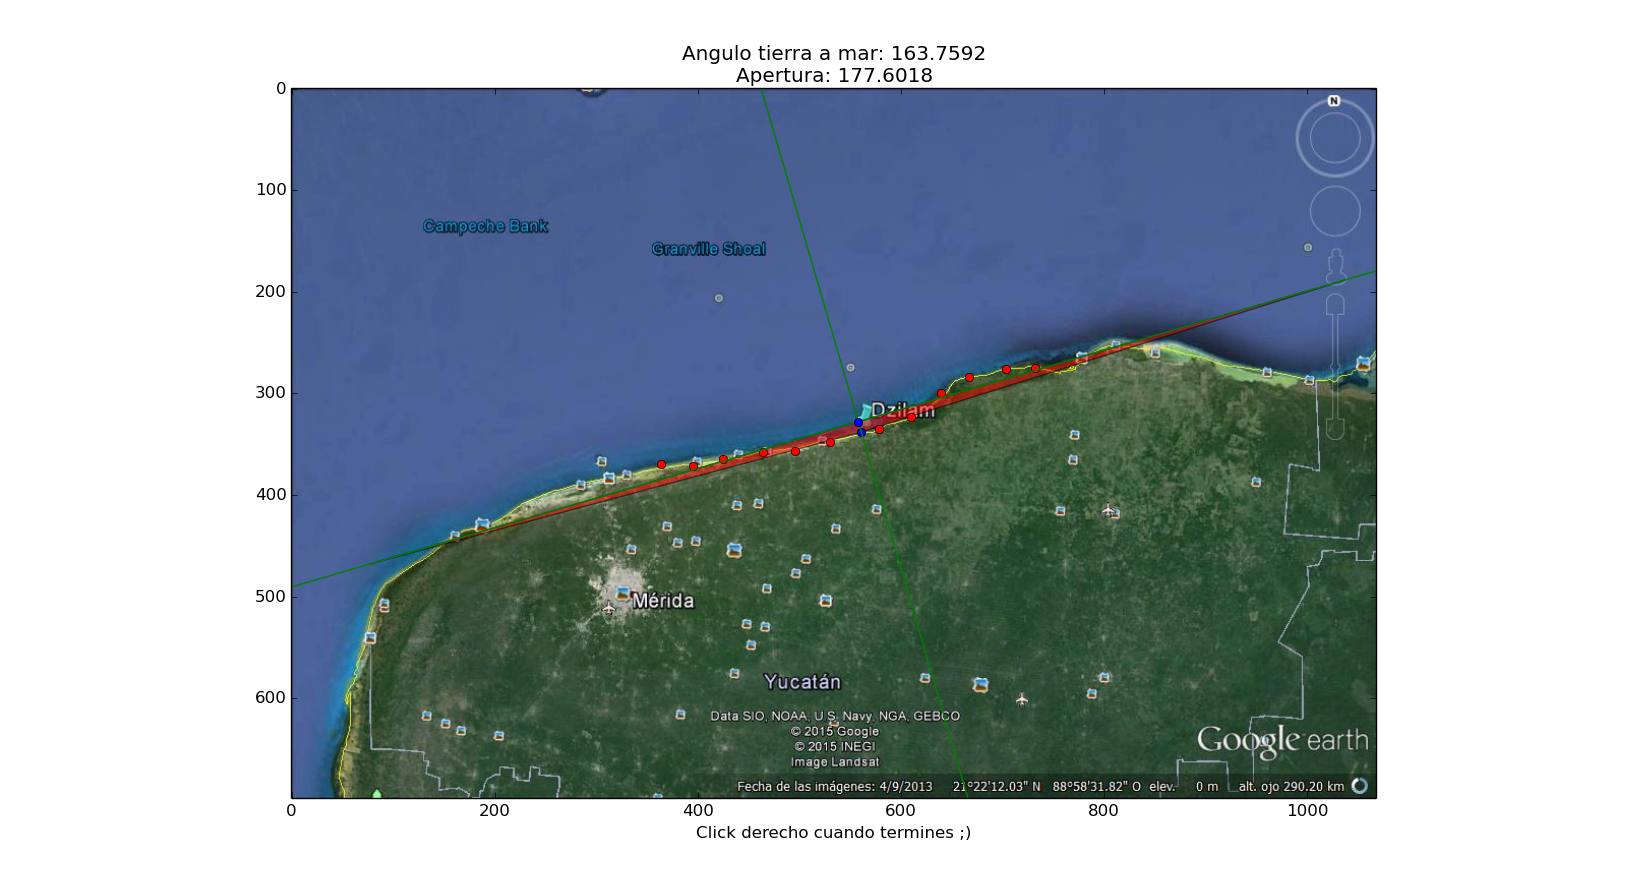 Angulo tierra a mar: 163.7592
Apertura: 177.6018
0
100
200
300
400
500
600
N
Campeche Bank
Granville Shoal
Dzilam
Mérida
Yucatán
Data SIO, NOAA, U.S. Navy, NGA, GEBCO
© 2015 Google
© 2015 INEGI
Image Landsat
Google earth
Fecha de las imágenes: 4/9/2013 21°22'12.03" N 88°58'31.82" O elev. 0 m alt. ojo 290.20 km
0 200 400 600 800 1000
Click derecho cuando termines ;)